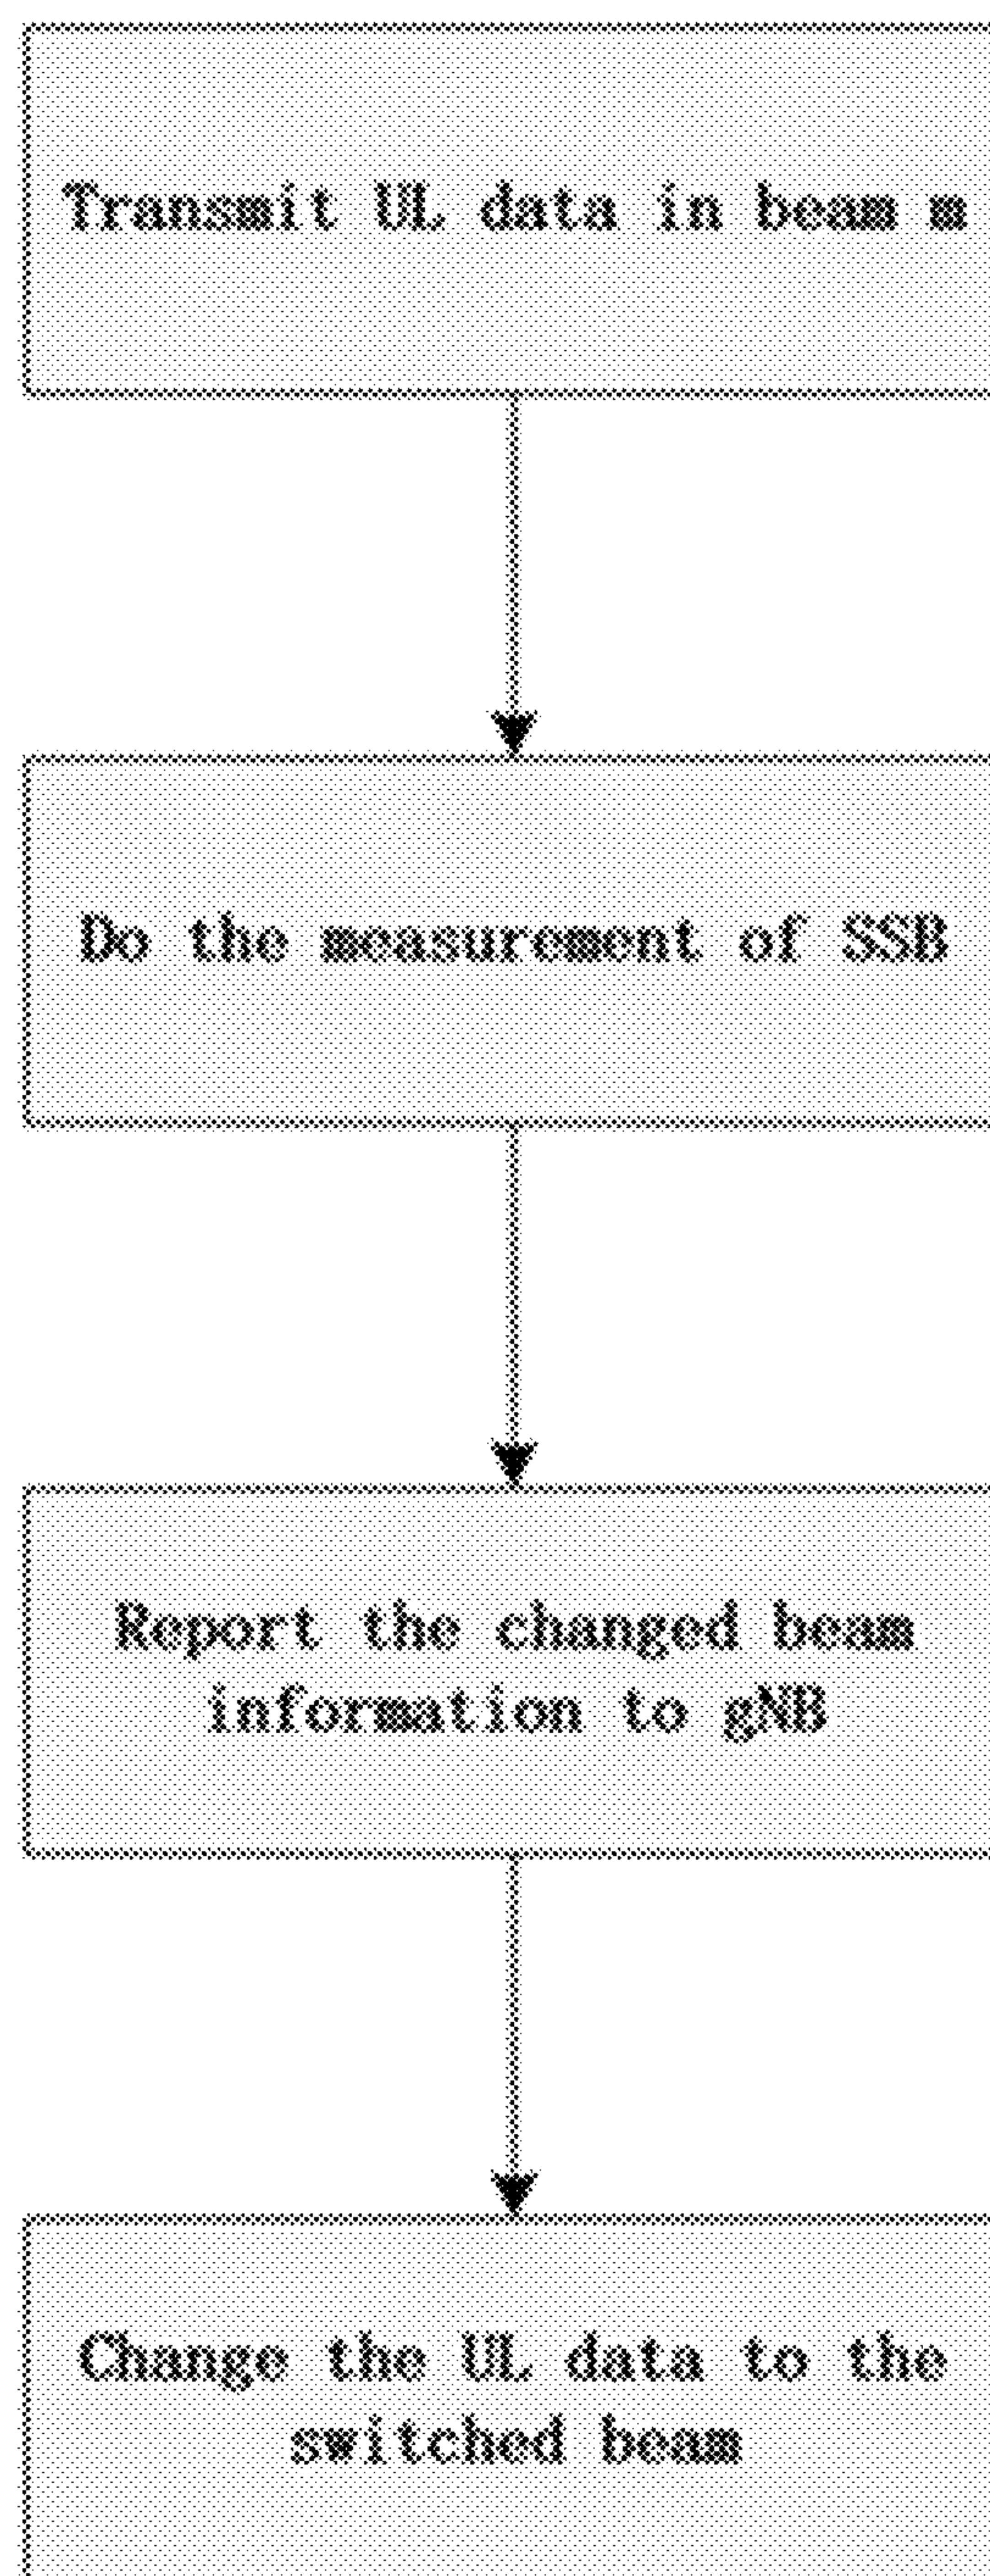 Transmit UL data in beam m
Do the measurement of SSB
Report the changed beam
information to gNB
Change the UL data to the
switched beam